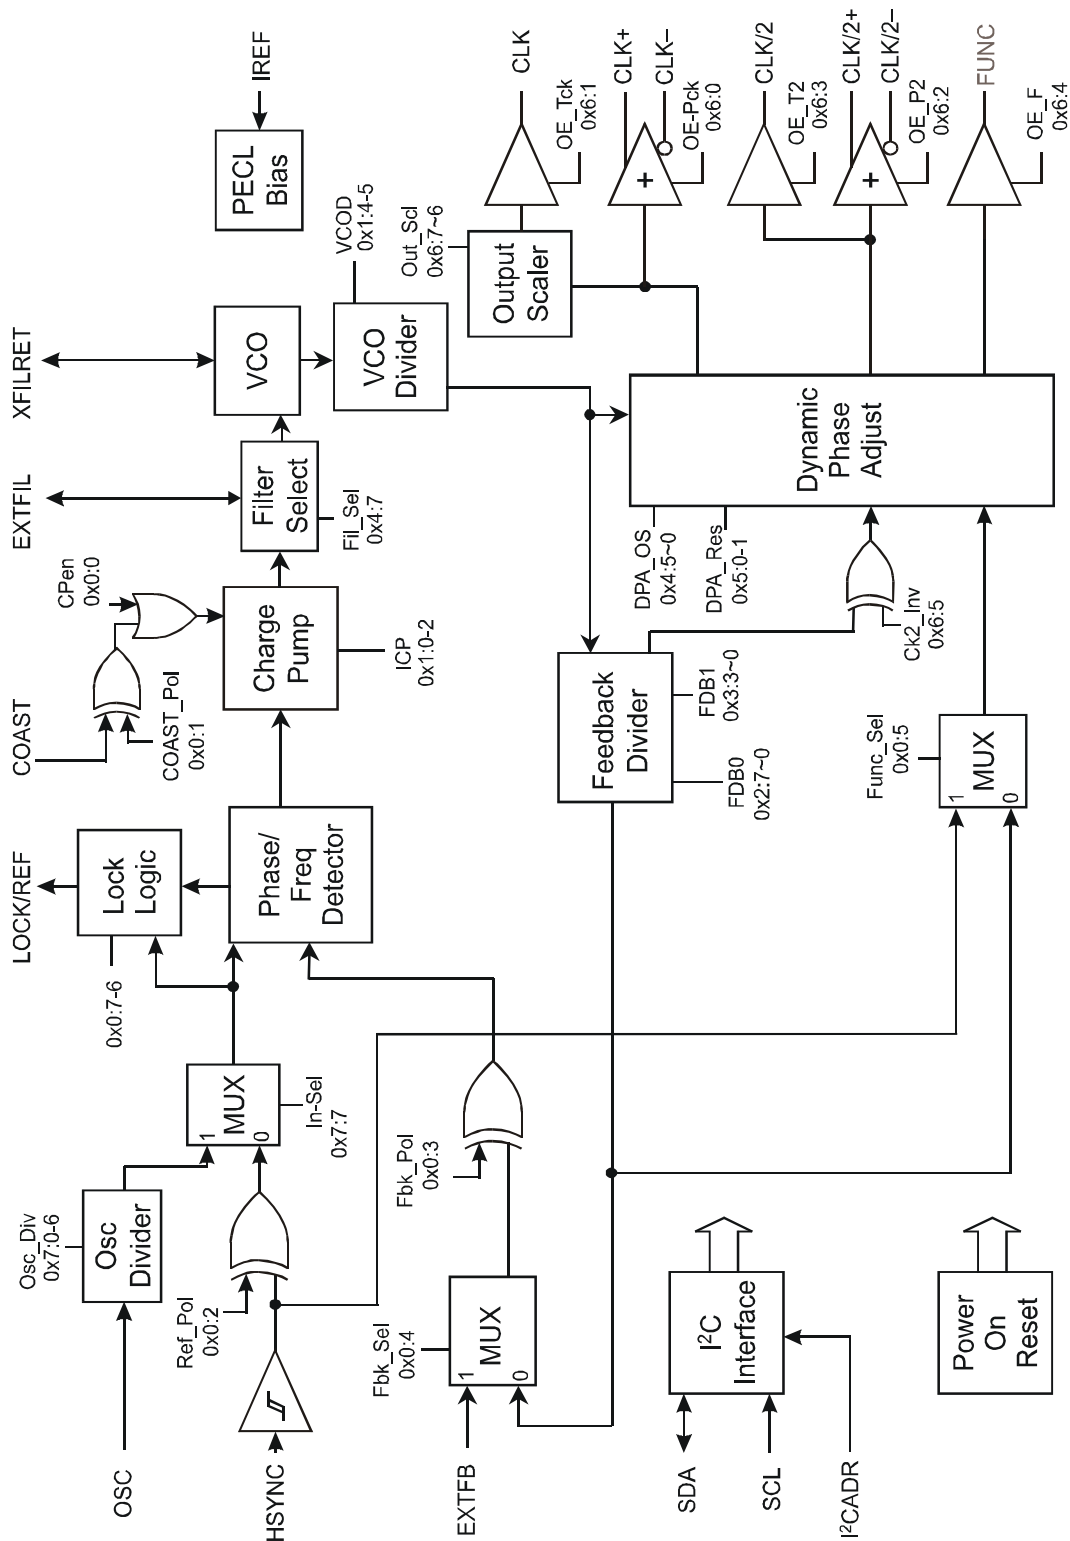 OSC
Osc_Div
0x7:0-6
Osc
Divider
HSYNC
Ref_Pol
0x0:2
MUX
1
0
In-Sel
0x7:7
0x0:7-6
LOCK/REF
Lock
Logic
Phase/
Freq
Detector
COAST
COAST_Pol
0x0:1
CPen
0x0:0
Charge
Pump
ICP
0x1:0-2
EXTFIL
Filter
Select
Fil_Sel
0x4:7
XFILRET
VCO
VCO
Divider
VCOD
0x1:4-5
PECL
Bias
IREF
EXTFB
Fbk_Sel
0x0:4
MUX
1
0
Fbk_Pol
0x0:3
Feedback
Divider
FDB0
0x2:7~0
FDB1
0x3:3~0
DPA_OS
0x4:5~0
DPA_Res
0x5:0-1
Ck2_Inv
0x6:5
Func_Sel
0x0:5
MUX
1
0
Dynamic
Phase
Adjust
Out_Scl
0x6:7~6
Output
Scaler
CLK
OE_Tck
0x6:1
CLK+
CLK–
+
OE-Pck
0x6:0
CLK/2
OE_T2
0x6:3
CLK/2+
CLK/2–
+
OE_P2
0x6:2
FUNC
OE_F
0x6:4
SDA
SCL
I²CADR
I²C
Interface
Power
On
Reset